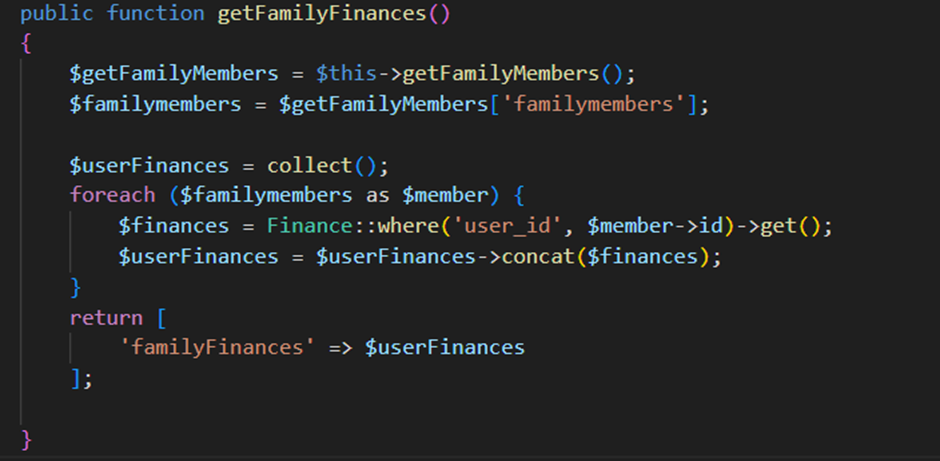 public function getFamilyFinances()
{
    $getFamilyMembers = $this->getFamilyMembers();
    $familymembers = $getFamilyMembers['familymembers'];

    $userFinances = collect();
    foreach ($familymembers as $member) {
        $finances = Finance::where('user_id', $member->id)->get();
        $userFinances = $userFinances->concat($finances);
    }
    return [
        'familyFinances' => $userFinances
    ];

}